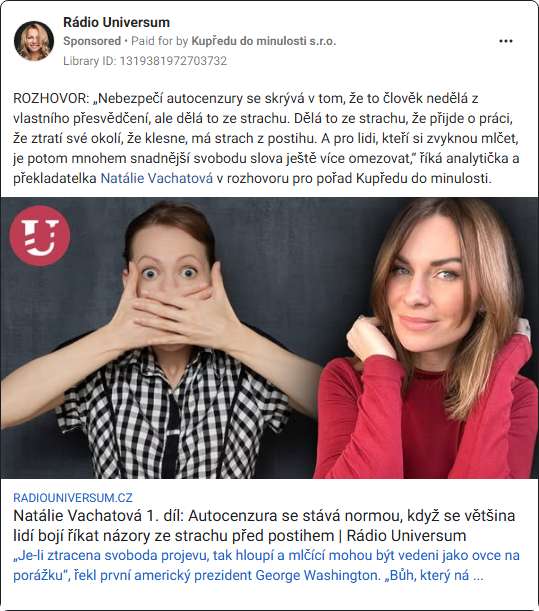 Rádio Universum
Sponsored • Paid for by Kupředu do minulosti s.r.o.
Library ID: 1319381972703732
ROZHOVOR: „Nebezpečí autocenzury se skrývá v tom, že to člověk nedělá z
vlastního přesvědčení, ale dělá to ze strachu. Dělá to ze strachu, že přijde o práci,
že ztratí své okolí, že klesne, má strach z postihu. A pro lidi, kteří si zvyknou mlčet,
je potom mnohem snadnější svobodu slova ještě více omezovat,“ říká analytička a
překladatelka Natálie Vachatová v rozhovoru pro pořad Kupředu do minulosti.
U
RADIOUNIVERSUM.CZ
Natálie Vachatová 1. díl: Autocenzura se stává normou, když se většina
lidí bojí říkat názory ze strachu před postihem | Rádio Universum
„Je-li ztracena svoboda projevu, tak hloupí a mlčící mohou být vedeni jako ovce na
porážku“, řekl první americký prezident George Washington. „Bůh, který ná ...